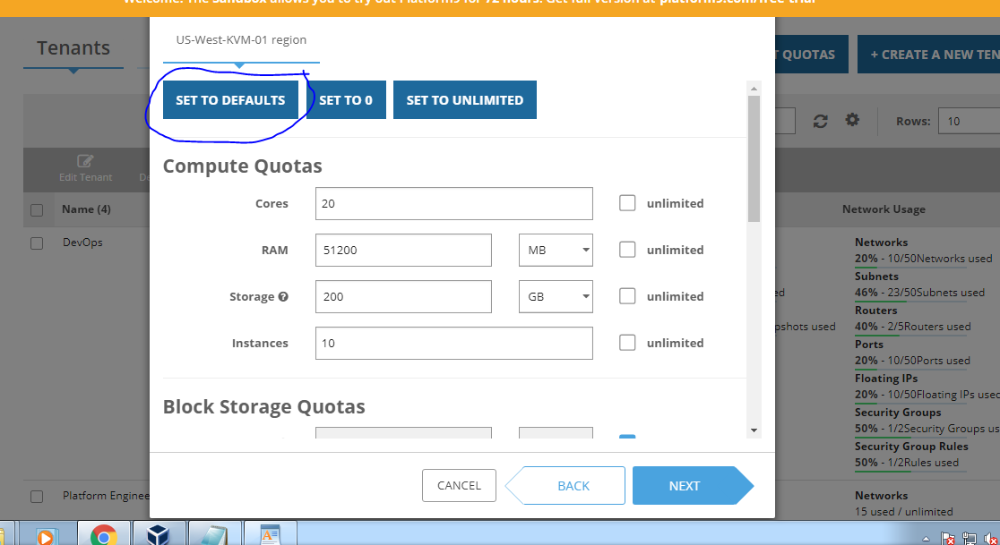 Welcome! The Sandbox allows you to try out Platform9 for 72 hours. Get full version at platform9.com/free-trial
Tenants
US-West-KVM-01 region
QUOTAS
+ CREATE A NEW TEN
SET TO DEFAULTS
SET TO 0
SET TO UNLIMITED
Rows:
10
Edit Tenant
De
Compute Quotas
Name (4)
Cores
20
unlimited
Network Usage
DevOps
RAM
51200
MB
unlimited
Networks
20% - 10/50Networks used
Subnets
Storage
200
GB
unlimited
ed
46% - 23/50Subnets used
Routers
pshots used
40% - 2/5Routers used
Instances
10
unlimited
Ports
20% - 10/50Ports used
Floating IPs
20% - 10/50Floating IPs used
Block Storage Quotas
Security Groups
50% - 1/2Security Groups us
Security Group Rules
50% - 1/2Rules used
CANCEL
BACK
NEXT
Platform Enginee
Networks
15 used / unlimited